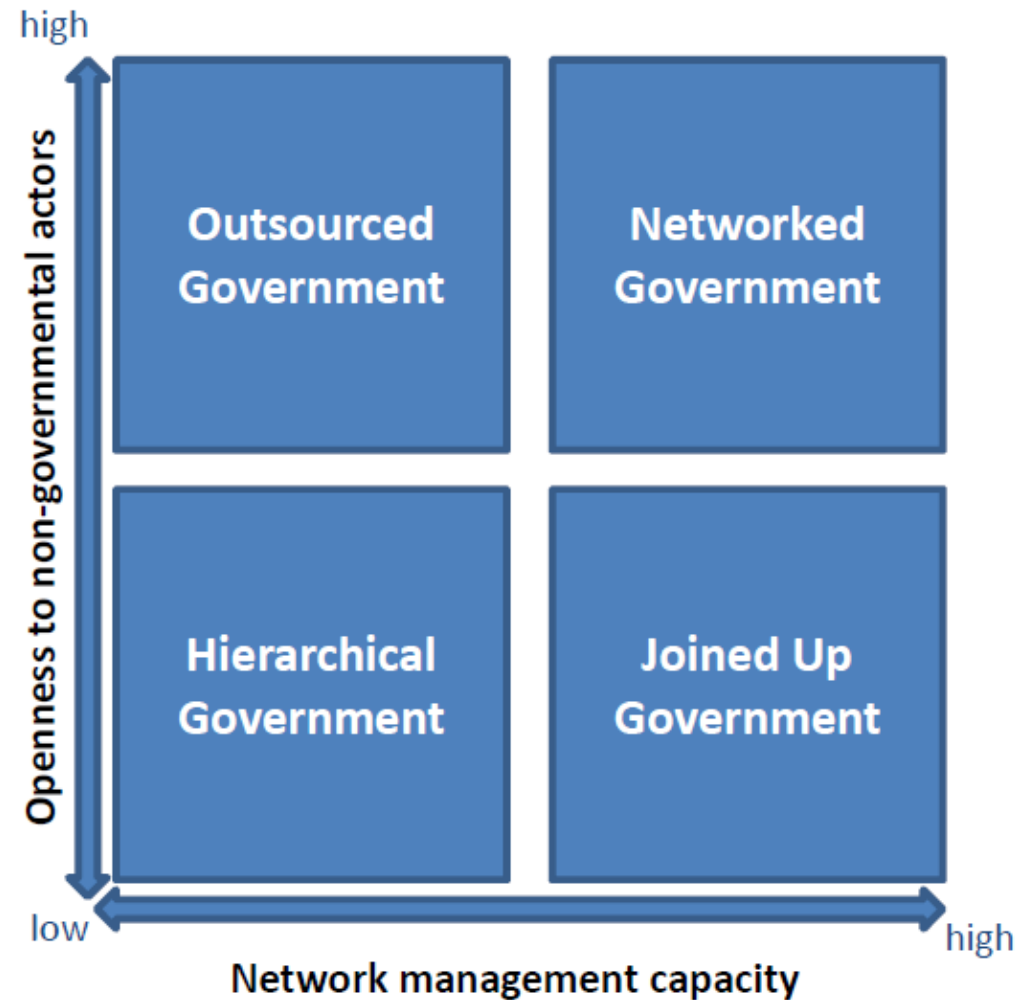 high
Openness to non-governmental actors
Outsourced
Government
Networked
Government
Hierarchical
Government
Joined Up
Government
low
high
Network management capacity